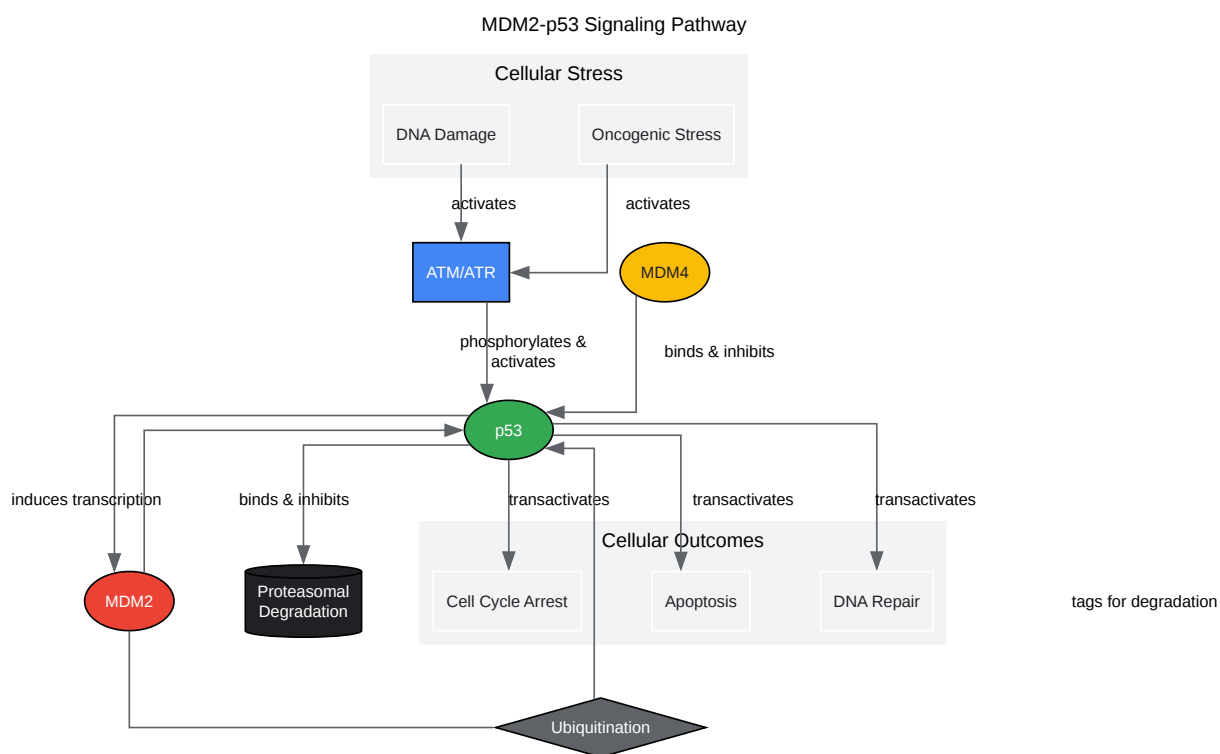 MDM2-p53 Signaling Pathway
Cellular Stress
DNA Damage
Oncogenic Stress
activates
activates
ATM/ATR
MDM4
phosphorylates &
activates
binds & inhibits
p53
induces transcription
binds & inhibits
transactivates
transactivates
transactivates
Cellular Outcomes
MDM2
Proteasomal
Degradation
Cell Cycle Arrest
Apoptosis
DNA Repair
tags for degradation
Ubiquitination